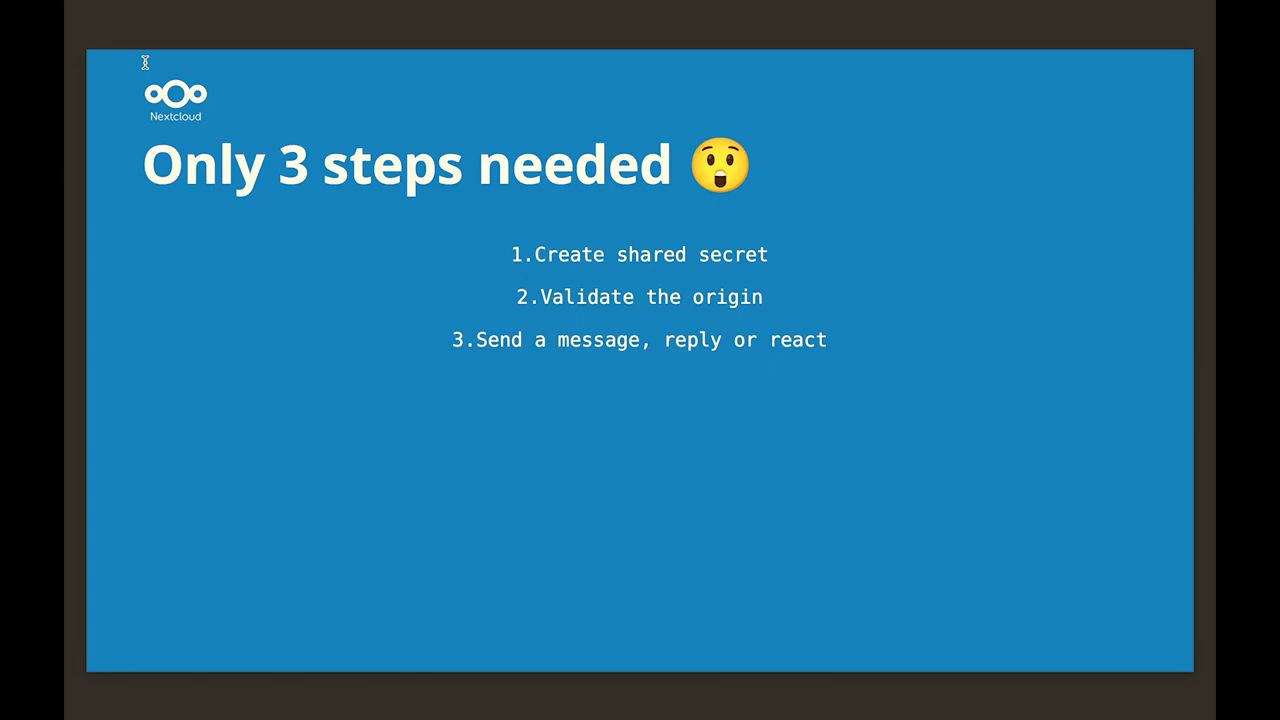 Nextcloud
Only 3 steps needed 😲
1.Create shared secret
2.Validate the origin
3.Send a message, reply or react